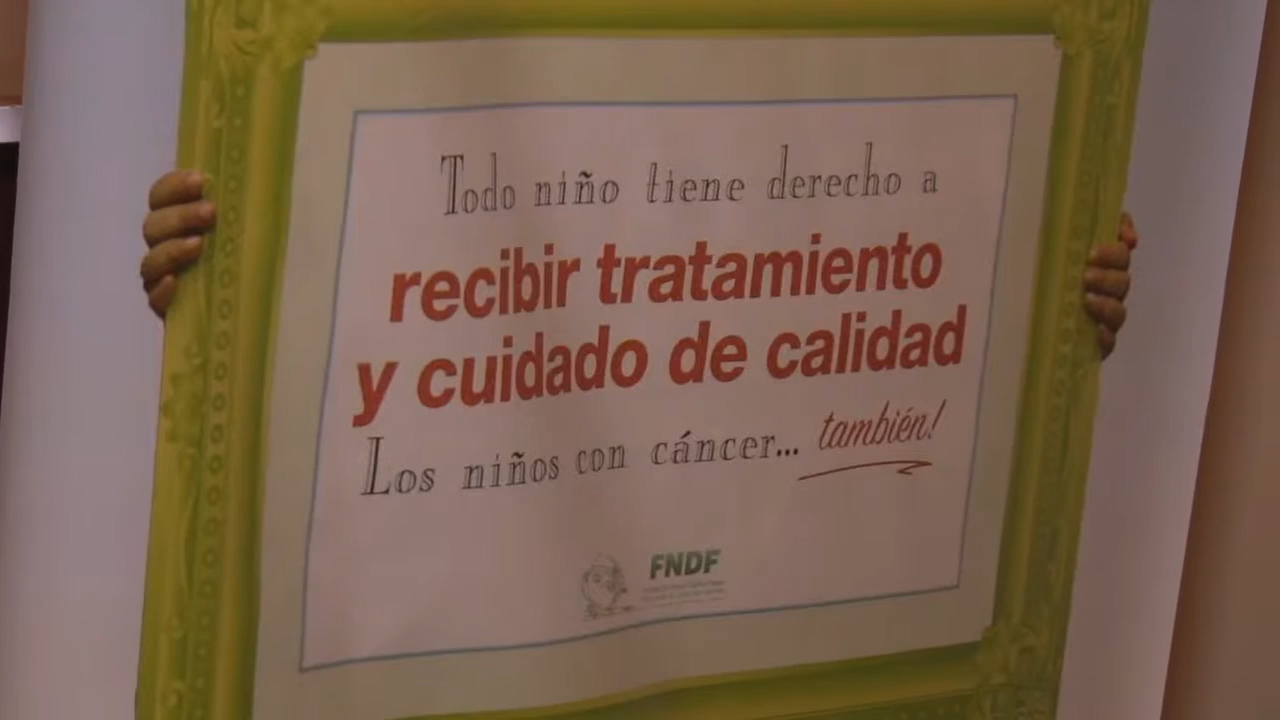 Todo niño tiene derecho a
recibir tratamiento
y cuidado de calidad
Los niños con cáncer... también!
FNDF